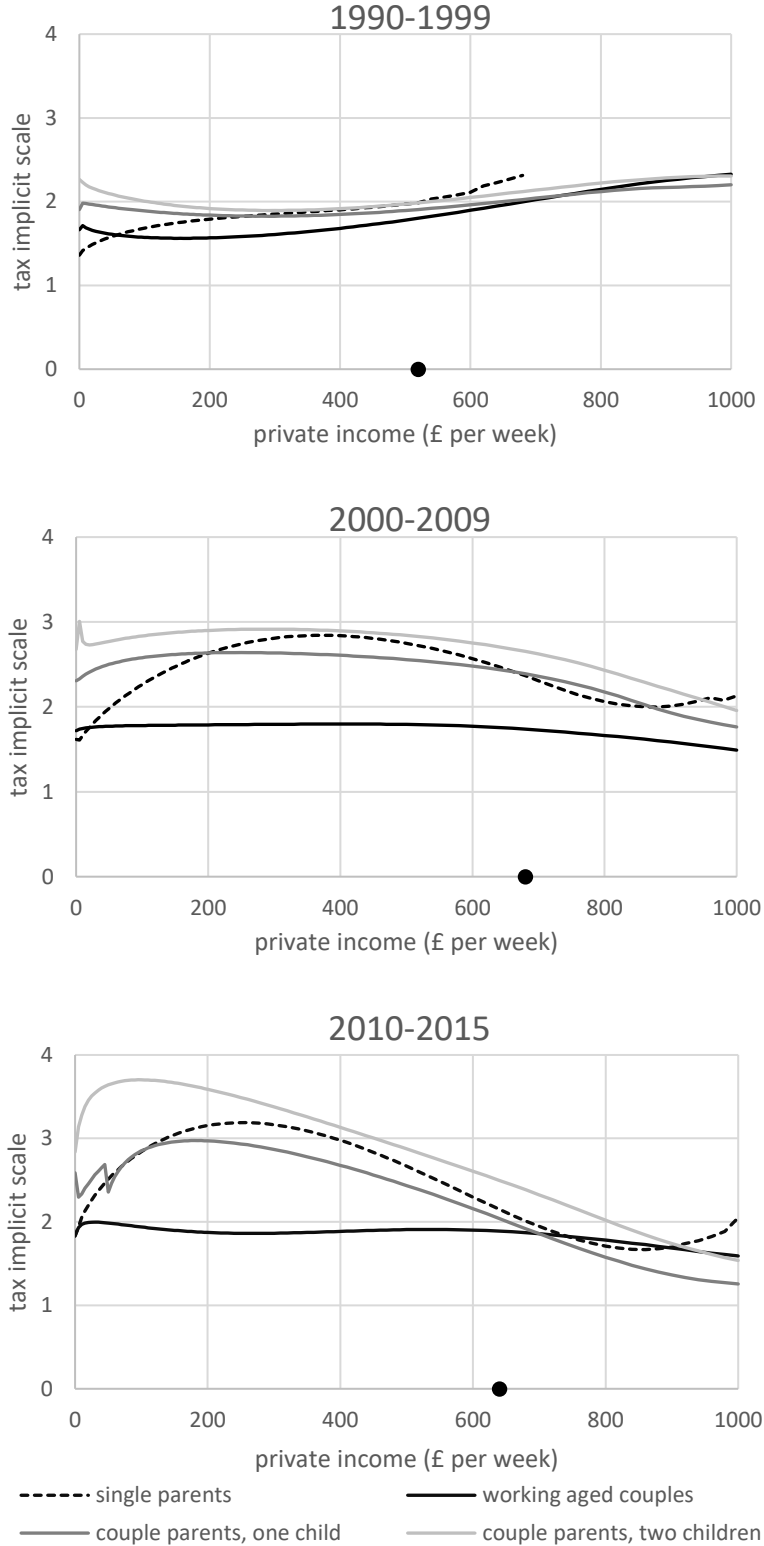 1990-1999
4
3
2
1
0
tax implicit scale
0 200 400 600 800 1000
private income (£ per week)
2000-2009
4
3
2
1
0
tax implicit scale
0 200 400 600 800 1000
private income (£ per week)
2010-2015
4
3
2
1
0
tax implicit scale
0 200 400 600 800 1000
private income (£ per week)
single parents working aged couples
couple parents, one child couple parents, two children